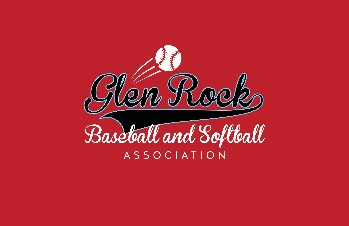 Glen Rock
Baseball and Softball
ASSOCIATION